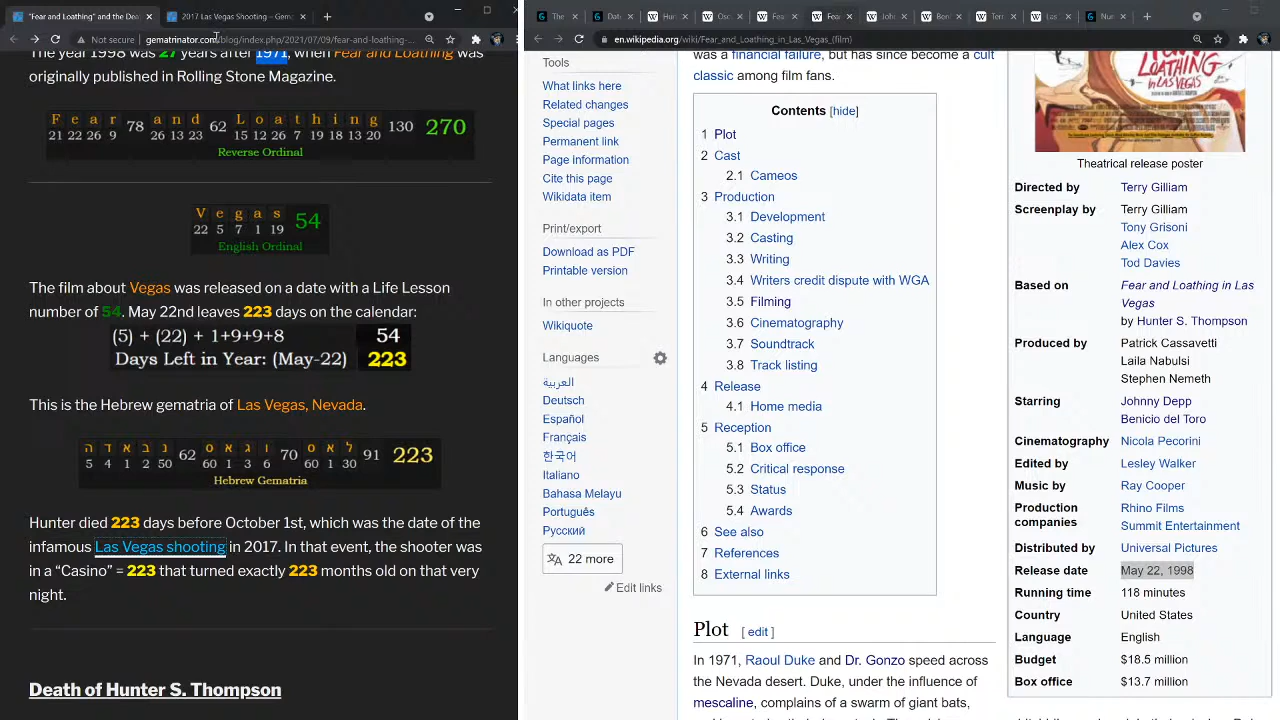 "Fear and Loathing" and the Dea
2017 Las Vegas Shooting – Gem
Not secure
gematrinator.com/blog/index.php/2021/07/09/fear-and-loathing-...
The year 1998 was 27 years after 1971, when Fear and Loathing was
originally published in Rolling Stone Magazine.
F e a r a n d L o a t h i n g
21 22 26 9 78 26 13 23 62 15 12 26 7 19 18 13 20 130 270
Reverse Ordinal
V e g a s
22 5 7 1 19 54
English Ordinal
The film about Vegas was released on a date with a Life Lesson
number of 54. May 22nd leaves 223 days on the calendar:
(5) + (22) + 1+9+9+8 54
Days Left in Year: (May-22) 223
This is the Hebrew gematria of Las Vegas, Nevada.
ה ד א ב נ ס א ג ו ס א ל
5 4 1 2 50 62 60 1 3 6 70 60 1 30 91 223
Hebrew Gematria
Hunter died 223 days before October 1st, which was the date of the
infamous Las Vegas shooting in 2017. In that event, the shooter was
in a “Casino” = 223 that turned exactly 223 months old on that very
night.
Death of Hunter S. Thompson
The
Date
Hun
Osc
Fea
Fear
John
Ben
Terr
Las
Nun
en.wikipedia.org/wiki/Fear_and_Loathing_in_Las_Vegas_(film)
Tools
What links here
Related changes
Special pages
Permanent link
Page information
Cite this page
Wikidata item
Print/export
Download as PDF
Printable version
In other projects
Wikiquote
Languages
العربية
Deutsch
Español
Français
한국어
Italiano
Bahasa Melayu
Português
Русский
22 more
Edit links
was a financial failure, but has since become a cult
classic among film fans.
Contents [hide]
1 Plot
2 Cast
2.1 Cameos
3 Production
3.1 Development
3.2 Casting
3.3 Writing
3.4 Writers credit dispute with WGA
3.5 Filming
3.6 Cinematography
3.7 Soundtrack
3.8 Track listing
4 Release
4.1 Home media
5 Reception
5.1 Box office
5.2 Critical response
5.3 Status
5.4 Awards
6 See also
7 References
8 External links
Plot [ edit ]
In 1971, Raoul Duke and Dr. Gonzo speed across
the Nevada desert. Duke, under the influence of
mescaline, complains of a swarm of giant bats,
LOATHING
IN LAS VEGAS
Theatrical release poster
Directed by Terry Gilliam
Screenplay by Terry Gilliam
Tony Grisoni
Alex Cox
Tod Davies
Based on Fear and Loathing in Las
Vegas
by Hunter S. Thompson
Produced by Patrick Cassavetti
Laila Nabulsi
Stephen Nemeth
Starring Johnny Depp
Benicio del Toro
Cinematography Nicola Pecorini
Edited by Lesley Walker
Music by Ray Cooper
Production
companies
Rhino Films
Summit Entertainment
Distributed by Universal Pictures
Release date May 22, 1998
Running time 118 minutes
Country United States
Language English
Budget $18.5 million
Box office $13.7 million